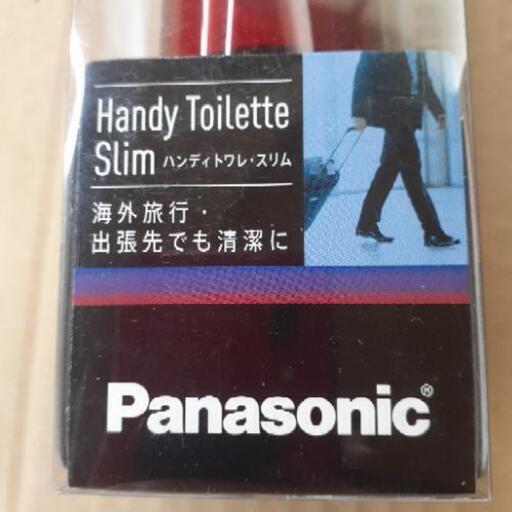 Handy Toilette
Slim ハンディトワレ・スリム
海外旅行・
出張先でも清潔に
Panasonic®